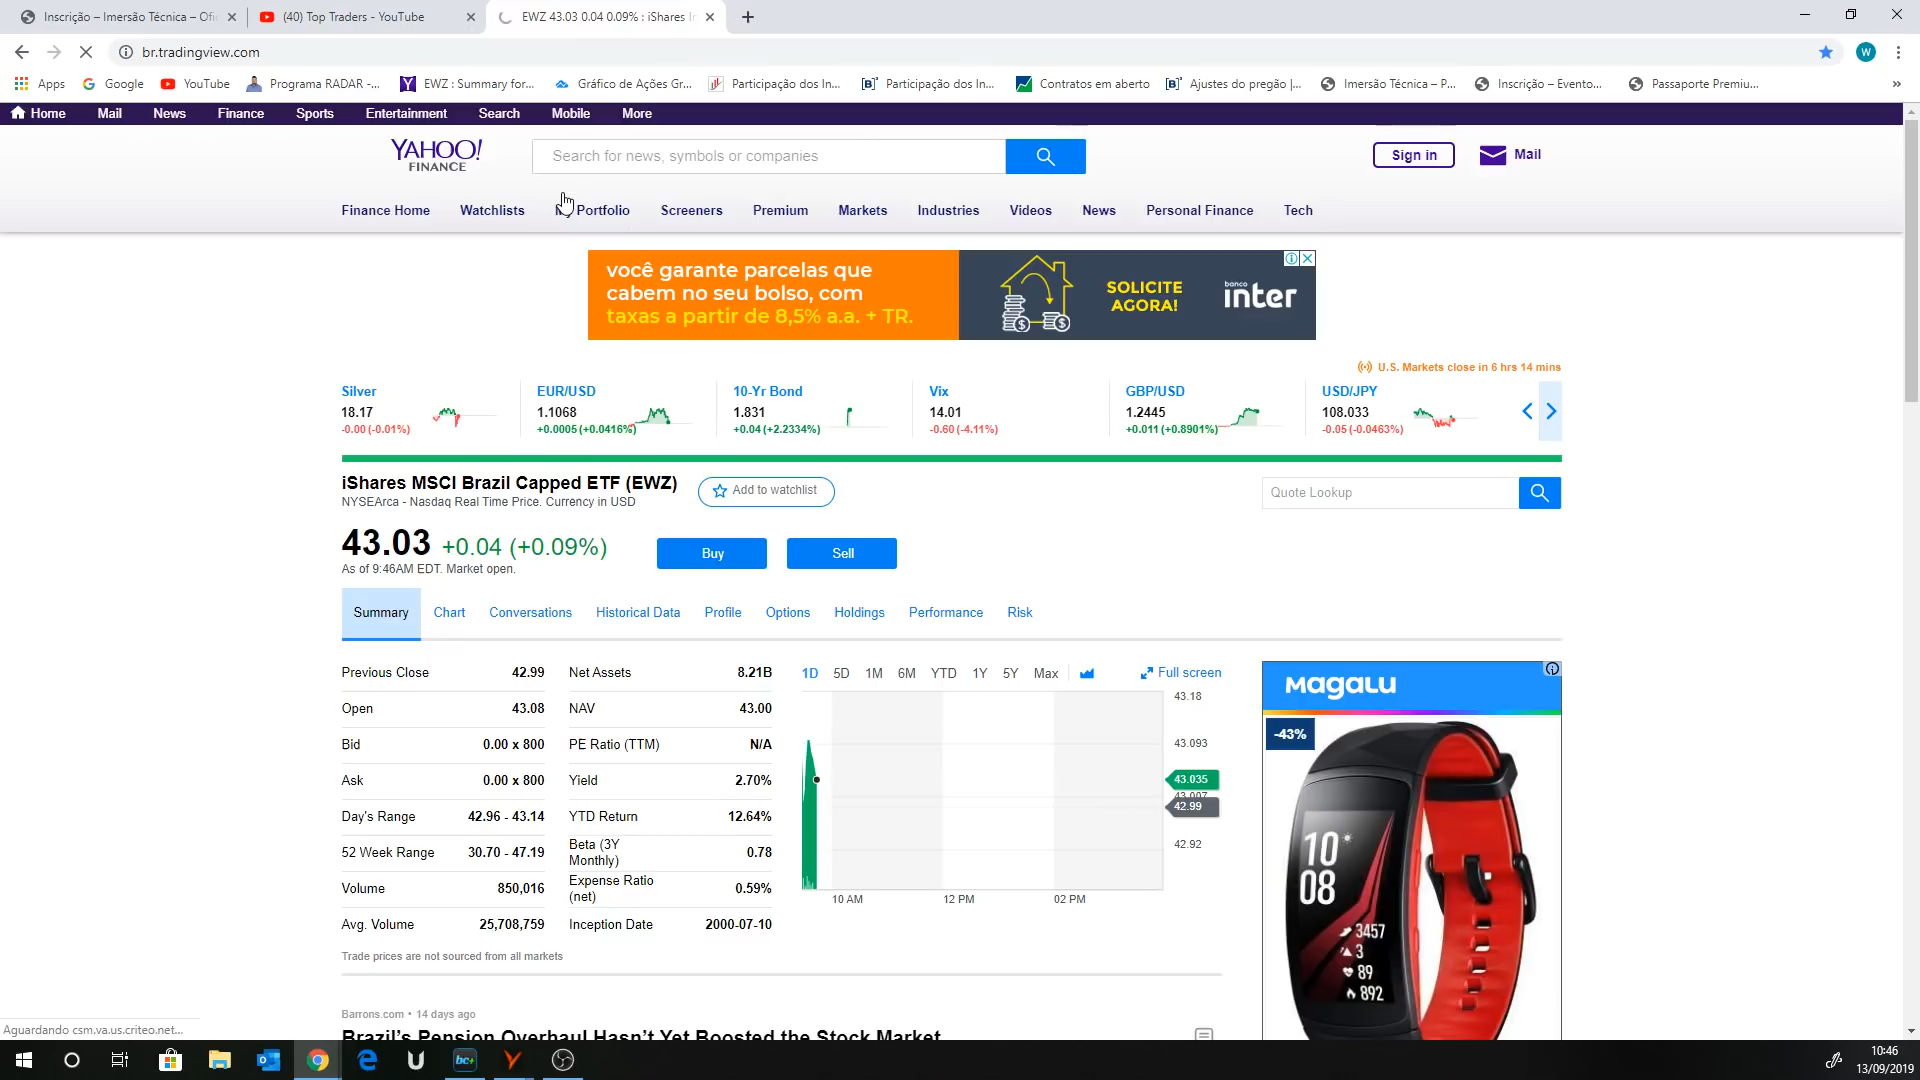 Inscrição – Imersão Técnica – Ofi
(40) Top Traders - YouTube
EWZ 43.03 0.04 0.09% : iShares
br.tradingview.com
W
Apps
Google
YouTube
Programa RADAR -...
EWZ : Summary for...
Gráfico de Ações Gr...
Participação dos In...
Participação dos In...
Contratos em aberto
Ajustes do pregão |...
Imersão Técnica – P...
Inscrição – Evento...
Passaporte Premiu...
»
Home Mail News Finance Sports Entertainment Search Mobile More
YAHOO!
FINANCE
Search for news, symbols or companies
Sign in
Mail
Finance Home Watchlists Portfolio Screeners Premium Markets Industries Videos News Personal Finance Tech
você garante parcelas que
cabem no seu bolso, com
taxas a partir de 8,5% a.a. + TR.
SOLICITE
AGORA!
banco
inter
U.S. Markets close in 6 hrs 14 mins
Silver
18.17
-0.00 (-0.01%)
EUR/USD
1.1068
+0.0005 (+0.0416%)
10-Yr Bond
1.831
+0.04 (+2.2334%)
Vix
14.01
-0.60 (-4.11%)
GBP/USD
1.2445
+0.011 (+0.8901%)
USD/JPY
108.033
-0.05 (-0.0463%)
iShares MSCI Brazil Capped ETF (EWZ)
NYSEArca - Nasdaq Real Time Price. Currency in USD
Add to watchlist
Quote Lookup
43.03 +0.04 (+0.09%)
As of 9:46AM EDT. Market open.
Buy
Sell
Summary Chart Conversations Historical Data Profile Options Holdings Performance Risk
Previous Close 42.99
Open 43.08
Bid 0.00 x 800
Ask 0.00 x 800
Day's Range 42.96 - 43.14
52 Week Range 30.70 - 47.19
Volume 850,016
Avg. Volume 25,708,759
Net Assets 8.21B
NAV 43.00
PE Ratio (TTM) N/A
Yield 2.70%
YTD Return 12.64%
Beta (3Y
Monthly) 0.78
Expense Ratio
(net) 0.59%
Inception Date 2000-07-10
Trade prices are not sourced from all markets
1D 5D 1M 6M YTD 1Y 5Y Max
Full screen
43.18
43.093
43.035
43.007
42.99
42.92
10 AM 12 PM 02 PM
Magalu
-43%
10
08
3457
3
89
892
Barrons.com • 14 days ago
Brazil's Pension Overhaul Hasn't Yet Boosted the Stock Market
Aguardando csm.va.us.criteo.net...
bc+
10:46
13/09/2019